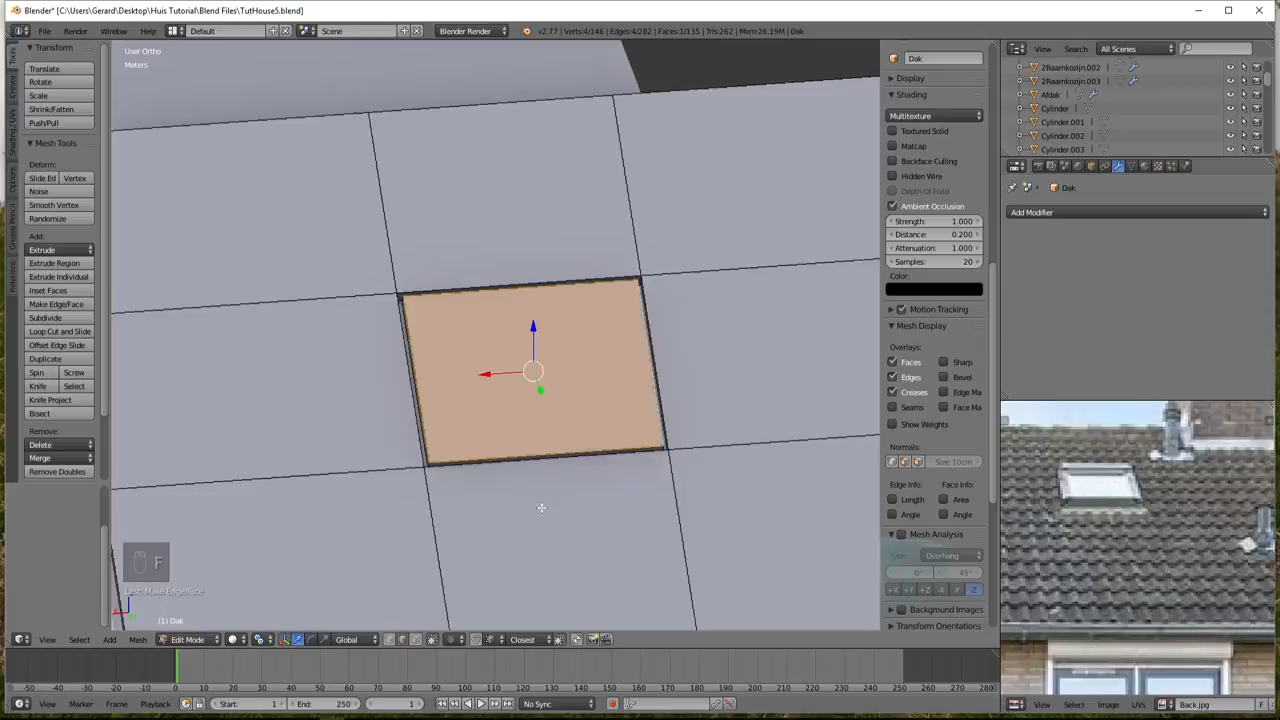 Blender* [C:\Users\Gerard\Desktop\Huis Tutorial\Blend Files\TutHouse5.blend]
File Render Window Help Default Scene Blender Render v2.77 | Verts:4/146 | Edges:4/282 | Faces:1/135 | Tris:262 | Mem:26.19M | Dak
Transform
Translate
Rotate
Scale
Shrink/Fatten
Push/Pull
Mesh Tools
Deform:
Slide Ed Vertex
Noise
Smooth Vertex
Randomize
Add:
Extrude
Extrude Region
Extrude Individual
Inset Faces
Make Edge/Face
Subdivide
Loop Cut and Slide
Offset Edge Slide
Duplicate
Spin Screw
Knife Select
Knife Project
Bisect
Remove:
Delete
Merge
Remove Doubles
Tools
Create
Shading / UVs
Options
Grease Pencil
Relations
User Ortho
Meters
F
Last: Make Edge/Face
(1) Dak
View Select Add Mesh Edit Mode Global Closest
Dak
Display
Shading
Multitexture
Textured Solid
Matcap
Backface Culling
Hidden Wire
Depth Of Field
Ambient Occlusion
Strength: 1.000
Distance: 0.200
Attenuation: 1.000
Samples: 20
Color:
Motion Tracking
Mesh Display
Overlays:
Faces Sharp
Edges Bevel
Creases Edge Ma
Seams Face Ma
Show Weights
Normals:
Size: 10cm
Edge Info: Face Info:
Length Area
Angle Angle
Mesh Analysis
Type: Overhang
0° 45°
+X +Y +Z -X -Y -Z
Background Images
Transform Orientations
View Search All Scenes
2Raamkozijn.002
2Raamkozijn.003
Afdak
Cylinder
Cylinder.001
Cylinder.002
Cylinder.003
Dak
Add Modifier
View Select Image UVs Back.jpg F
-50 -40 -30 -20 -10 0 10 20 30 40 50 60 70 80 90 100 110 120 130 140 150 160 170 180 190 200 210 220 230 240 250 260 270 280
View Marker Frame Playback Start: 1 End: 250 1 No Sync